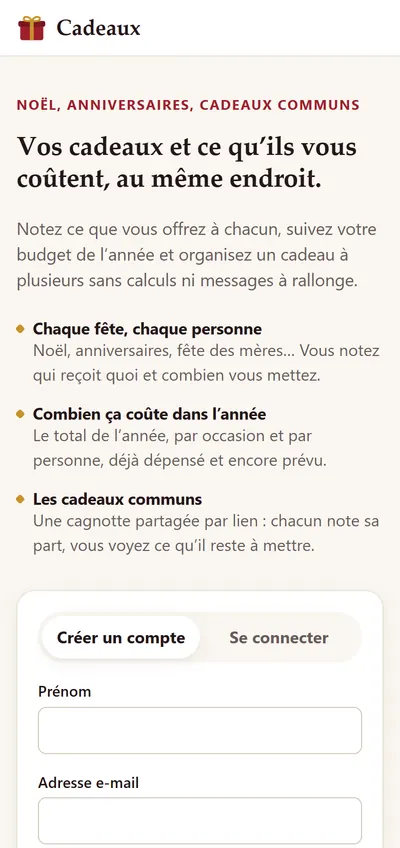 Cadeaux
NOËL, ANNIVERSAIRES, CADEAUX COMMUNS
Vos cadeaux et ce qu’ils vous
coûtent, au même endroit.
Notez ce que vous offrez à chacun, suivez votre
budget de l’année et organisez un cadeau à
plusieurs sans calculs ni messages à rallonge.
Chaque fête, chaque personne
Noël, anniversaires, fête des mères… Vous notez
qui reçoit quoi et combien vous mettez.
Combien ça coûte dans l’année
Le total de l’année, par occasion et par
personne, déjà dépensé et encore prévu.
Les cadeaux communs
Une cagnotte partagée par lien : chacun note sa
part, vous voyez ce qu’il reste à mettre.
Créer un compte
Se connecter
Prénom
Adresse e-mail